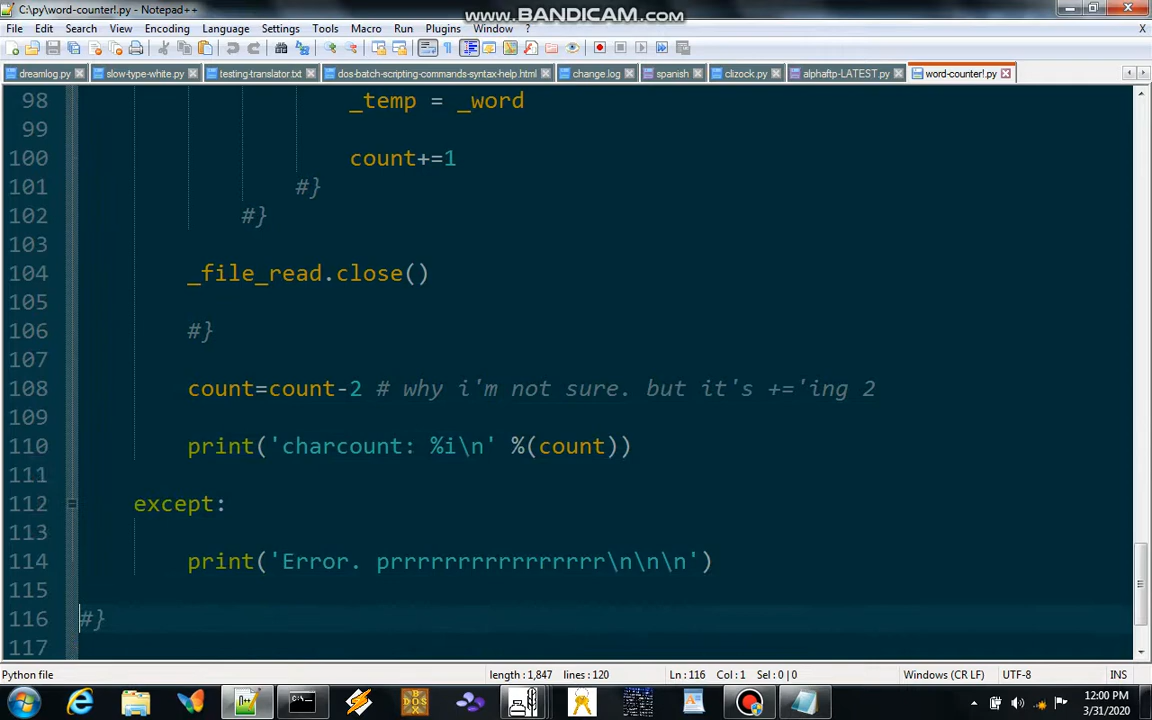 C:\py\word-counter!.py - Notepad++
www.BANDICAM.com
File Edit Search View Encoding Language Settings Tools Macro Run Plugins Window ?
X
dreamlog.py slow-type-white.py testing-translator.txt dos-batch-scripting-commands-syntax-help.html change.log spanish clizock.py alphaftp-LATEST.py word-counter!.py
98 _temp = _word
99
100 count+=1
101 #}
102 #}
103
104 _file_read.close()
105
106 #}
107
108 count=count-2 # why i'm not sure. but it's +='ing 2
109
110 print('charcount: %i\n' %(count))
111
112 except:
113
114 print('Error. prrrrrrrrrrrrrrrrr\n\n\n')
115
116 #}
117
Python file length : 1,847 lines : 120 Ln : 116 Col : 1 Sel : 0 | 0 Windows (CR LF) UTF-8 INS
12:00 PM
3/31/2020